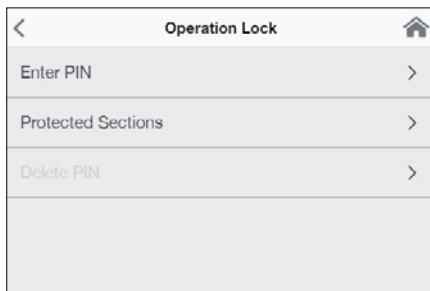 Operation Lock
Enter PIN
Protected Sections
Delete PIN